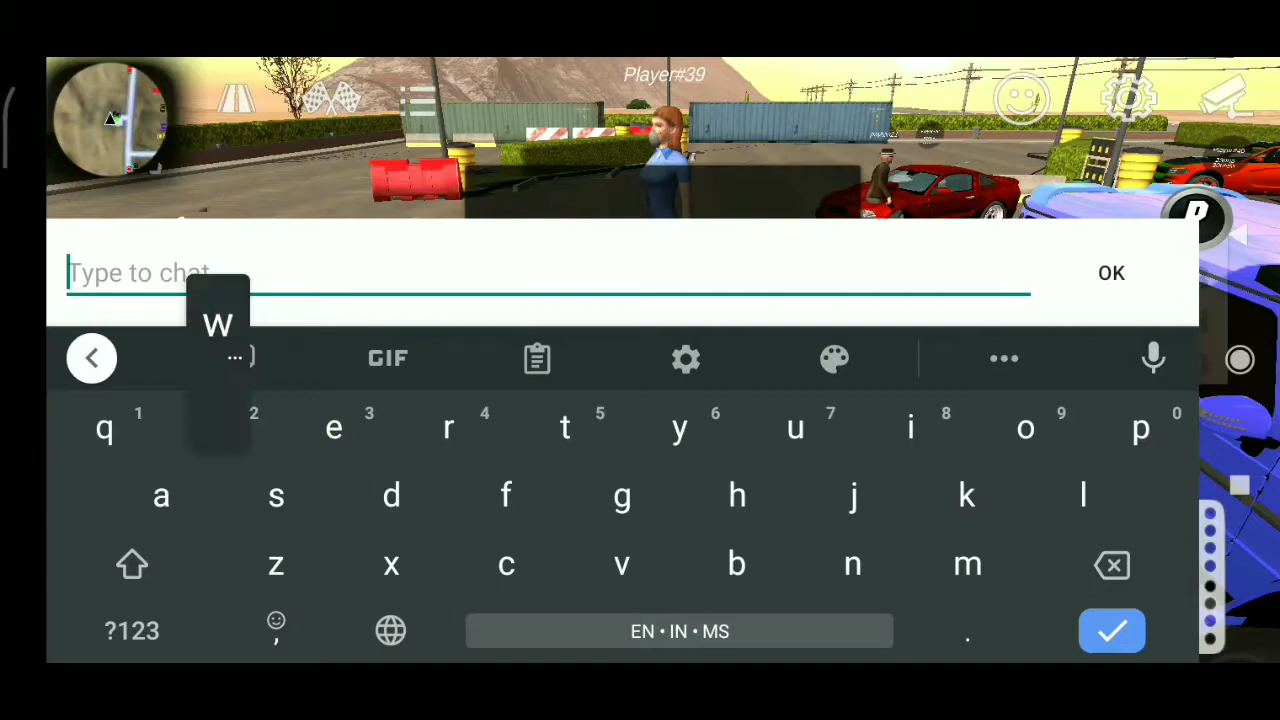 Player#39
P
Type to chat
OK
W
GIF
q 1 2 e 3 r 4 t 5 y 6 u 7 i 8 o 9 p 0
a s d f g h j k l
z x c v b n m
?123 , EN • IN • MS .